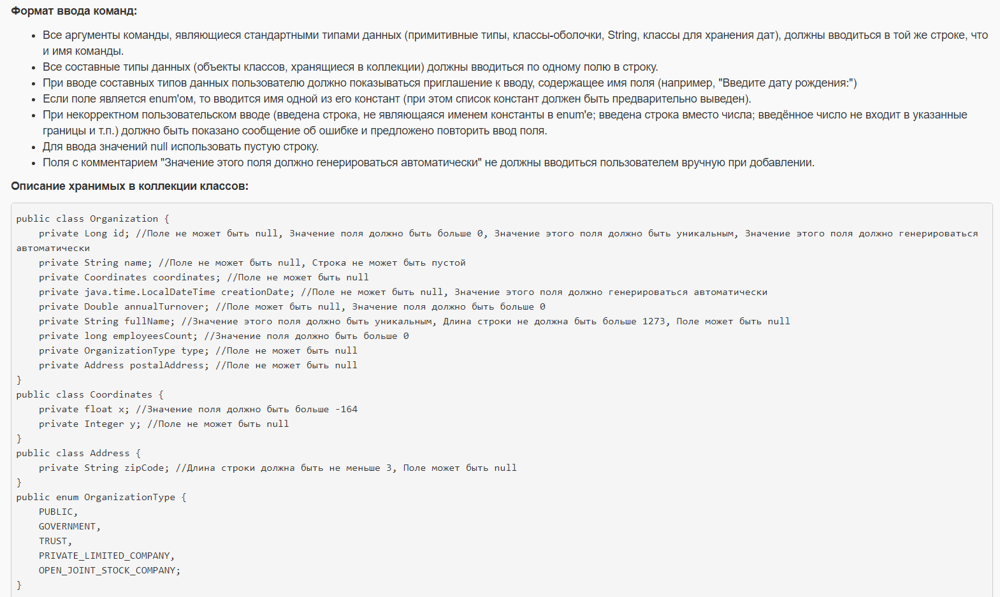 Формат ввода команд:
Все аргументы команды, являющиеся стандартными типами данных (примитивные типы, классы-оболочки, String, классы для хранения дат), должны вводиться в той же строке, что
и имя команды.
Все составные типы данных (объекты классов, хранящиеся в коллекции) должны вводиться по одному полю в строку.
При вводе составных типов данных пользователю должно показываться приглашение к вводу, содержащее имя поля (например, "Введите дату рождения:")
Если поле является enum'ом, то вводится имя одной из его констант (при этом список констант должен быть предварительно выведен).
При некорректном пользовательском вводе (введена строка, не являющаяся именем константы в enum'е; введена строка вместо числа; введённое число не входит в указанные
границы и т.п.) должно быть показано сообщение об ошибке и предложено повторить ввод поля.
Для ввода значений null использовать пустую строку.
Поля с комментарием "Значение этого поля должно генерироваться автоматически" не должны вводиться пользователем вручную при добавлении.
Описание хранимых в коллекции классов:
public class Organization {
    private Long id; //Поле не может быть null, Значение поля должно быть больше 0, Значение этого поля должно быть уникальным, Значение этого поля должно генерироваться
автоматически
    private String name; //Поле не может быть null, Строка не может быть пустой
    private Coordinates coordinates; //Поле не может быть null
    private java.time.LocalDateTime creationDate; //Поле не может быть null, Значение этого поля должно генерироваться автоматически
    private Double annualTurnover; //Поле может быть null, Значение поля должно быть больше 0
    private String fullName; //Значение этого поля должно быть уникальным, Длина строки не должна быть больше 1273, Поле может быть null
    private long employeesCount; //Значение поля должно быть больше 0
    private OrganizationType type; //Поле не может быть null
    private Address postalAddress; //Поле не может быть null
}
public class Coordinates {
    private float x; //Значение поля должно быть больше -164
    private Integer y; //Поле не может быть null
}
public class Address {
    private String zipCode; //Длина строки должна быть не меньше 3, Поле может быть null
}
public enum OrganizationType {
    PUBLIC,
    GOVERNMENT,
    TRUST,
    PRIVATE_LIMITED_COMPANY,
    OPEN_JOINT_STOCK_COMPANY;
}